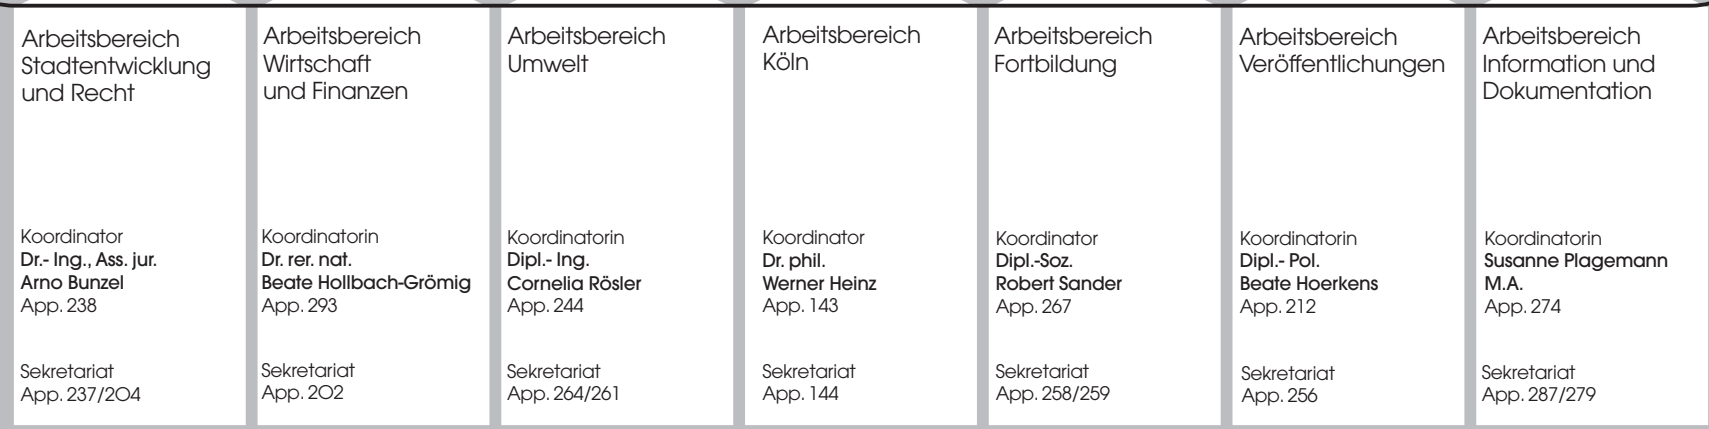 Arbeitsbereich
Stadtentwicklung
und Recht
Koordinator
Dr.- Ing., Ass. jur.
Arno Bunzel
App. 238
Sekretariat
App. 237/204
Arbeitsbereich
Wirtschaft
und Finanzen
Koordinatorin
Dr. rer. nat.
Beate Hollbach-Grömig
App. 293
Sekretariat
App. 202
Arbeitsbereich
Umwelt
Koordinatorin
Dipl.- Ing.
Cornelia Rösler
App. 244
Sekretariat
App. 264/261
Arbeitsbereich
Köln
Koordinator
Dr. phil.
Werner Heinz
App. 143
Sekretariat
App. 144
Arbeitsbereich
Fortbildung
Koordinator
Dipl.-Soz.
Robert Sander
App. 267
Sekretariat
App. 258/259
Arbeitsbereich
Veröffentlichungen
Koordinatorin
Dipl.- Pol.
Beate Hoerkens
App. 212
Sekretariat
App. 256
Arbeitsbereich
Information und
Dokumentation
Koordinatorin
Susanne Plagemann
M.A.
App. 274
Sekretariat
App. 287/279